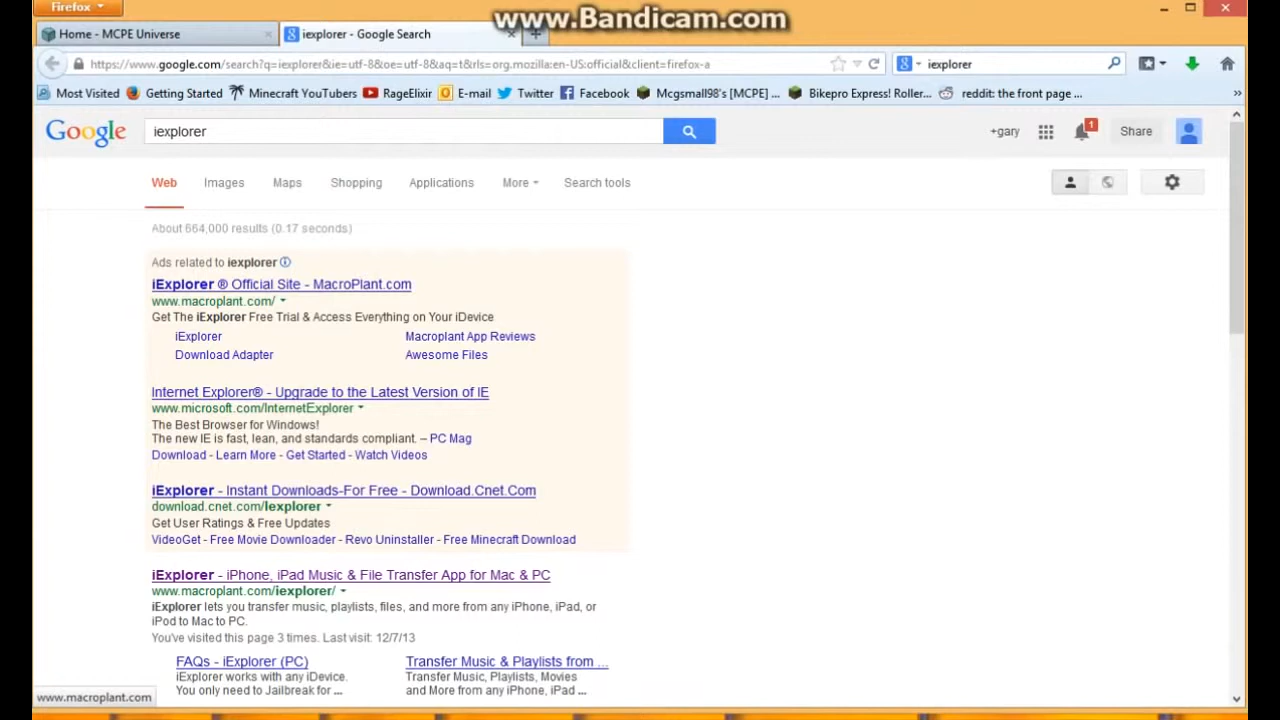 www.Bandicam.com
Firefox
Home - MCPE Universe
iexplorer - Google Search
https://www.google.com/search?q=iexplorer&ie=utf-8&oe=utf-8&aq=t&rls=org.mozilla:en-US:official&client=firefox-a
iexplorer
Most Visited Getting Started Minecraft YouTubers RageElixir E-mail Twitter Facebook Mcgsmall98's [MCPE] ... Bikepro Express! Roller... reddit: the front page ...
Google iexplorer +gary 1 Share
Web Images Maps Shopping Applications More Search tools
About 664,000 results (0.17 seconds)
Ads related to iexplorer
iExplorer ® Official Site - MacroPlant.com
www.macroplant.com/
Get The iExplorer Free Trial & Access Everything on Your iDevice
iExplorer Macroplant App Reviews
Download Adapter Awesome Files
Internet Explorer® - Upgrade to the Latest Version of IE
www.microsoft.com/InternetExplorer
The Best Browser for Windows!
The new IE is fast, lean, and standards compliant. – PC Mag
Download - Learn More - Get Started - Watch Videos
iExplorer - Instant Downloads-For Free - Download.Cnet.Com
download.cnet.com/Iexplorer
Get User Ratings & Free Updates
VideoGet - Free Movie Downloader - Revo Uninstaller - Free Minecraft Download
iExplorer - iPhone, iPad Music & File Transfer App for Mac & PC
www.macroplant.com/iexplorer/
iExplorer lets you transfer music, playlists, files, and more from any iPhone, iPad, or
iPod to Mac to PC.
You've visited this page 3 times. Last visit: 12/7/13
FAQs - iExplorer (PC) Transfer Music & Playlists from ...
iExplorer works with any iDevice. Transfer Music, Playlists, Movies
You only need to Jailbreak for ... and More from any iPhone, iPad ...
www.macroplant.com